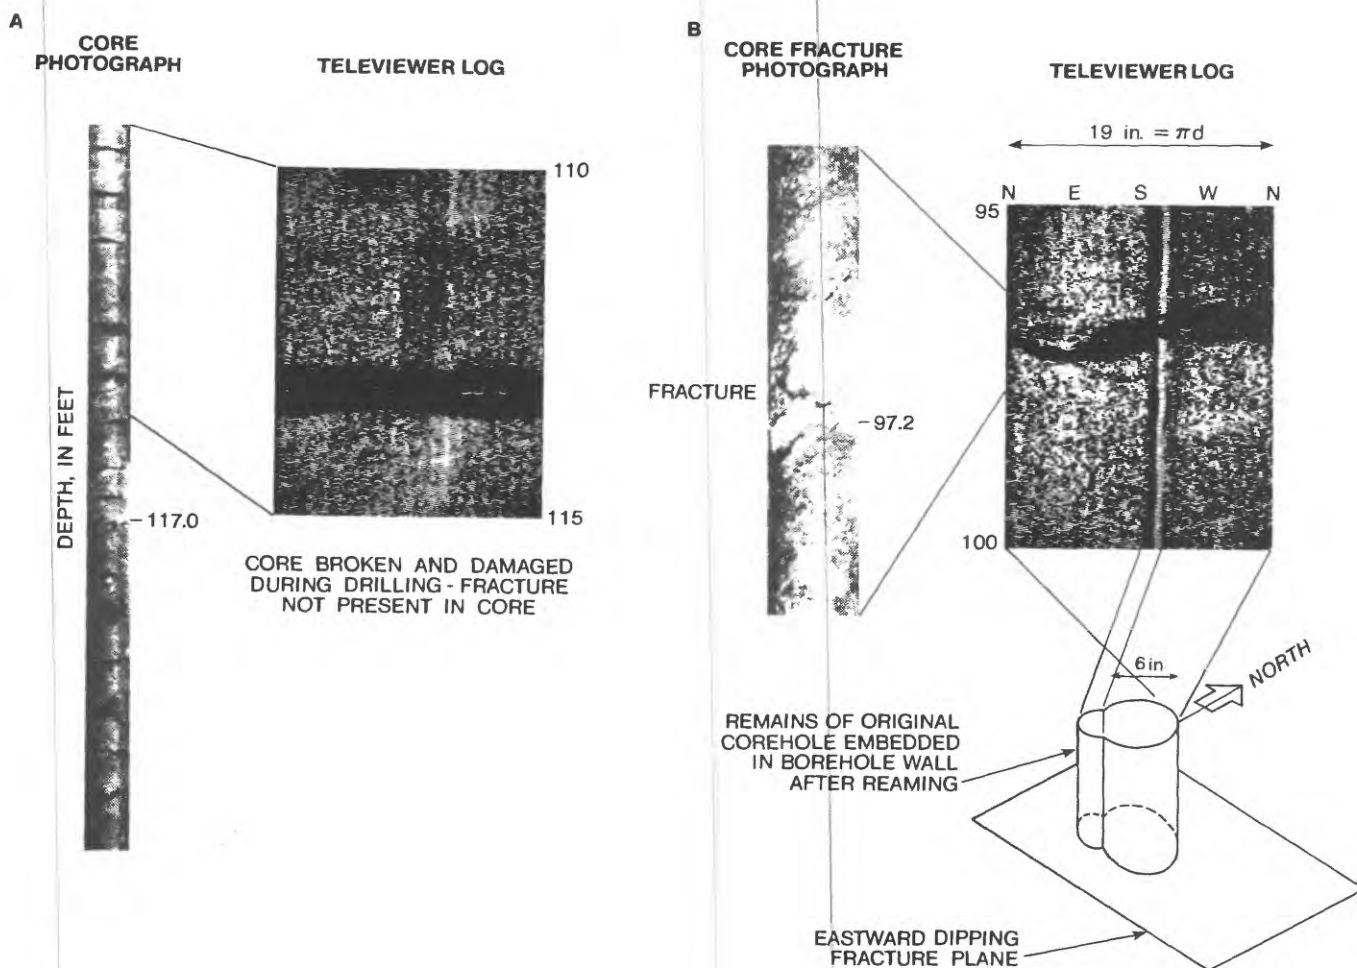 A
CORE
PHOTOGRAPH
TELEVIEWER LOG
110
DEPTH, IN FEET
-117.0
115
CORE BROKEN AND DAMAGED
DURING DRILLING - FRACTURE
NOT PRESENT IN CORE
B
CORE FRACTURE
PHOTOGRAPH
TELEVIEWER LOG
19 in. = πd
N E S W N
95
FRACTURE
-97.2
100
6 in
NORTH
REMAINS OF ORIGINAL
COREHOLE EMBEDDED
IN BOREHOLE WALL
AFTER REAMING
EASTWARD DIPPING
FRACTURE PLANE